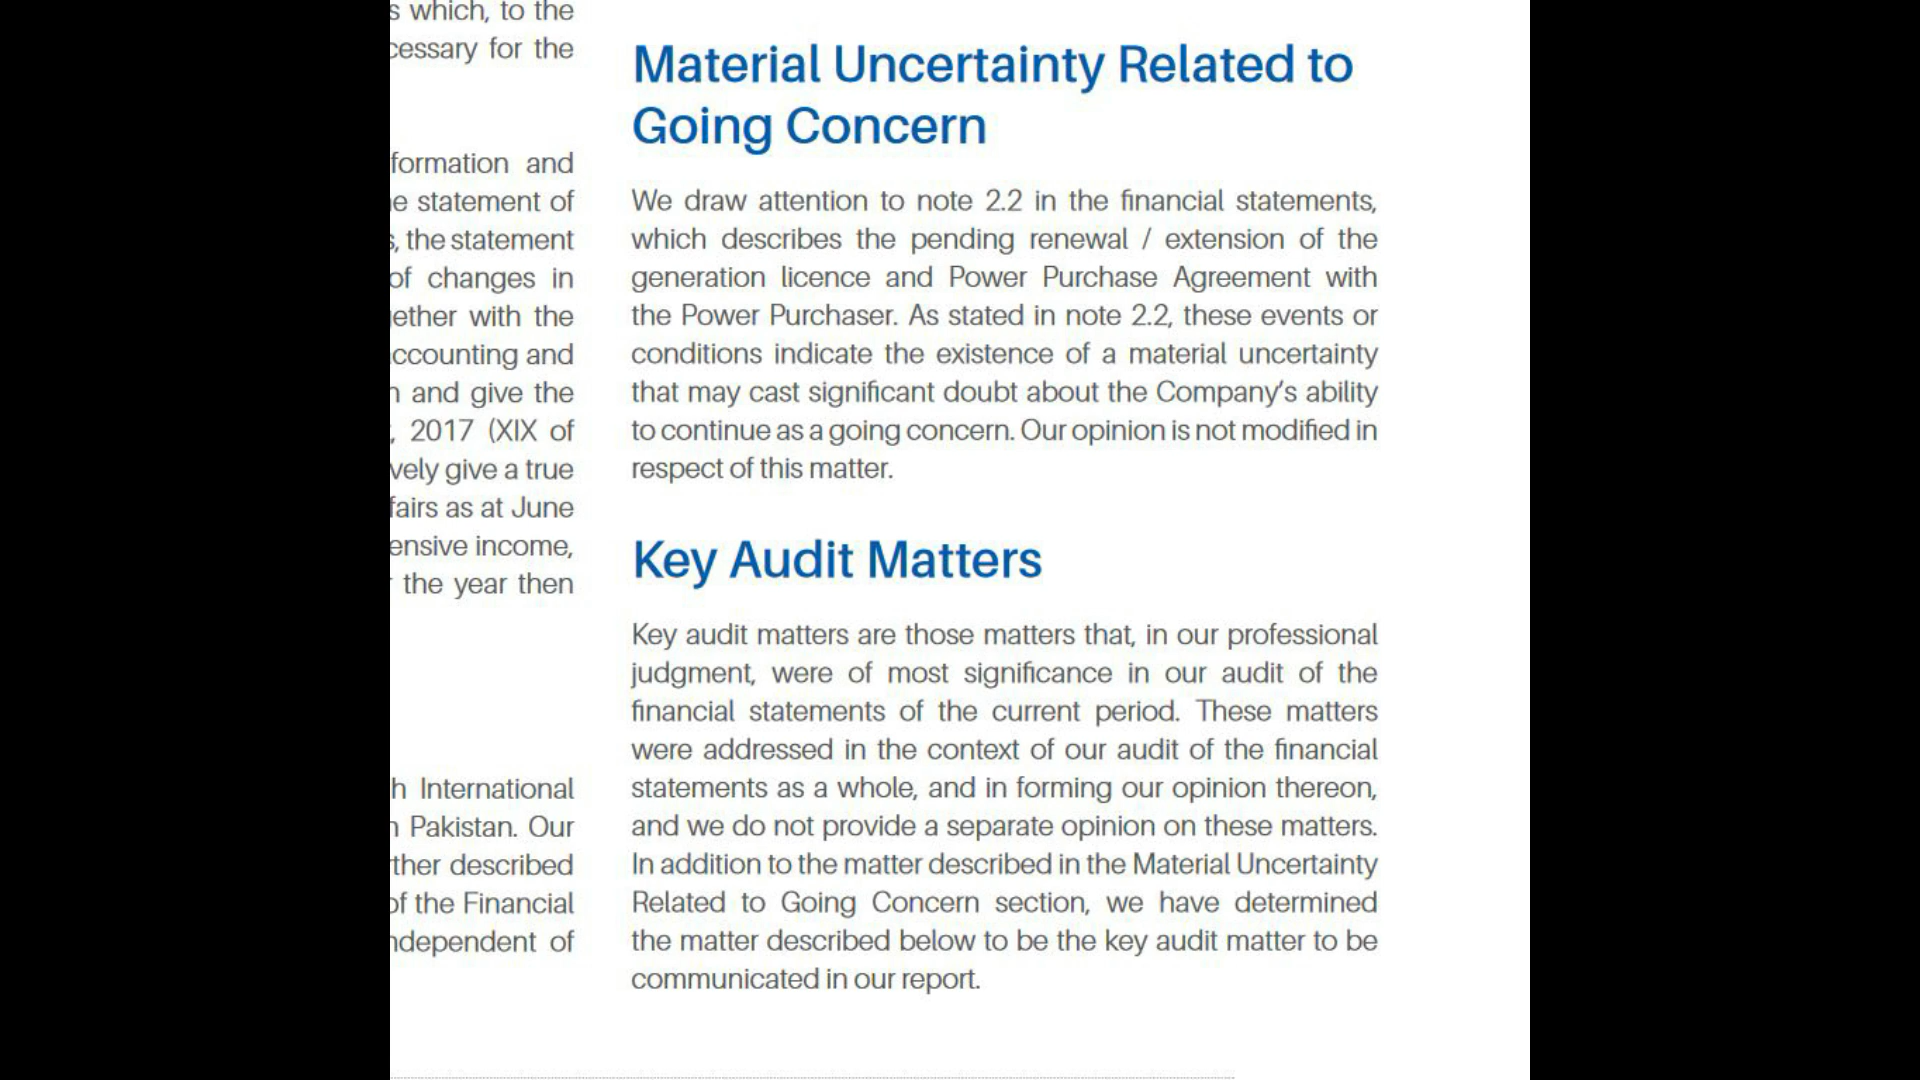 s which, to the
cessary for the
formation and
e statement of
s, the statement
of changes in
ether with the
ccounting and
n and give the
, 2017 (XIX of
vely give a true
fairs as at June
ensive income,
the year then
h International
n Pakistan. Our
ther described
of the Financial
ndependent of
Material Uncertainty Related to
Going Concern
We draw attention to note 2.2 in the financial statements,
which describes the pending renewal / extension of the
generation licence and Power Purchase Agreement with
the Power Purchaser. As stated in note 2.2, these events or
conditions indicate the existence of a material uncertainty
that may cast significant doubt about the Company's ability
to continue as a going concern. Our opinion is not modified in
respect of this matter.
Key Audit Matters
Key audit matters are those matters that, in our professional
judgment, were of most significance in our audit of the
financial statements of the current period. These matters
were addressed in the context of our audit of the financial
statements as a whole, and in forming our opinion thereon,
and we do not provide a separate opinion on these matters.
In addition to the matter described in the Material Uncertainty
Related to Going Concern section, we have determined
the matter described below to be the key audit matter to be
communicated in our report.